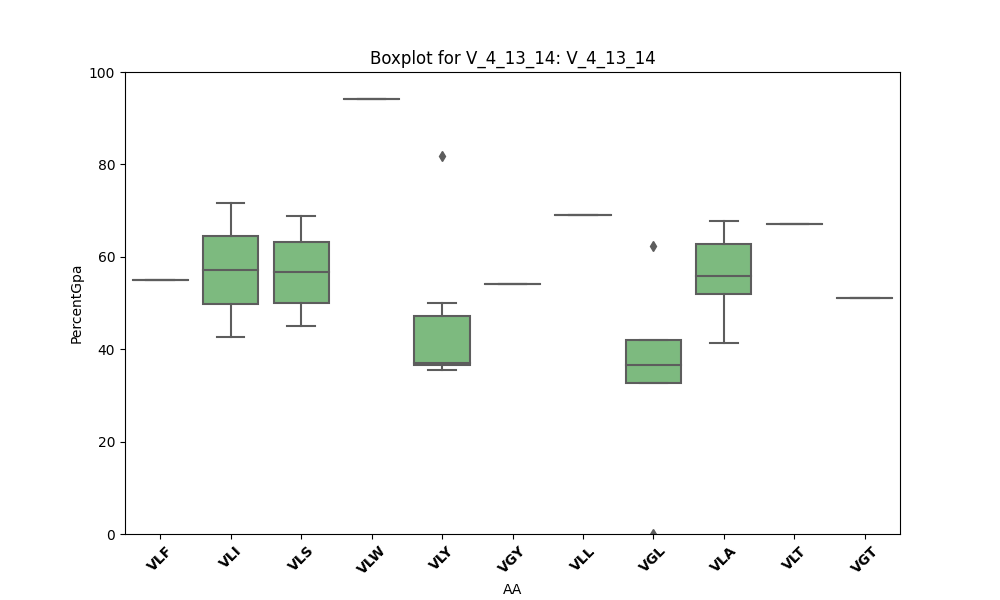 Boxplot for V_4_13_14: V_4_13_14
PercentGpa
100
80
60
40
20
0
VLF VLI VLS VLW VLY VGY VLL VGL VLA VLT VGT
AA